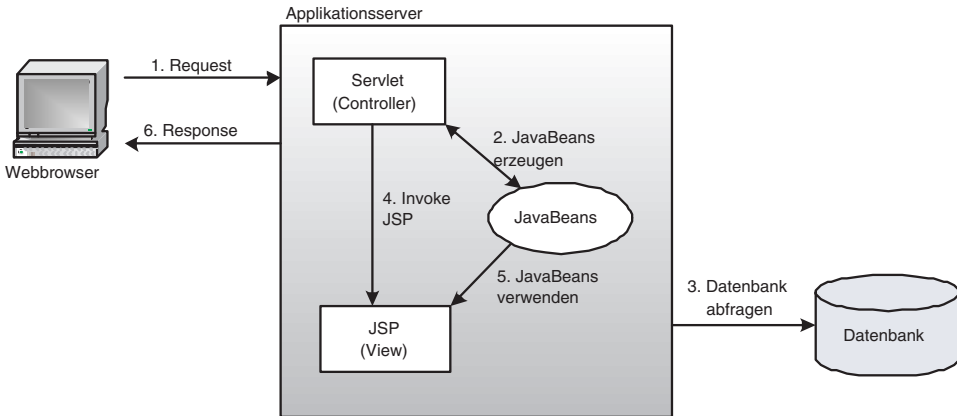 Applikationsserver
1. Request
Servlet
(Controller)
6. Response
2. JavaBeans
erzeugen
Webbrowser
4. Invoke
JSP
JavaBeans
5. JavaBeans
verwenden
3. Datenbank
abfragen
JSP
(View)
Datenbank